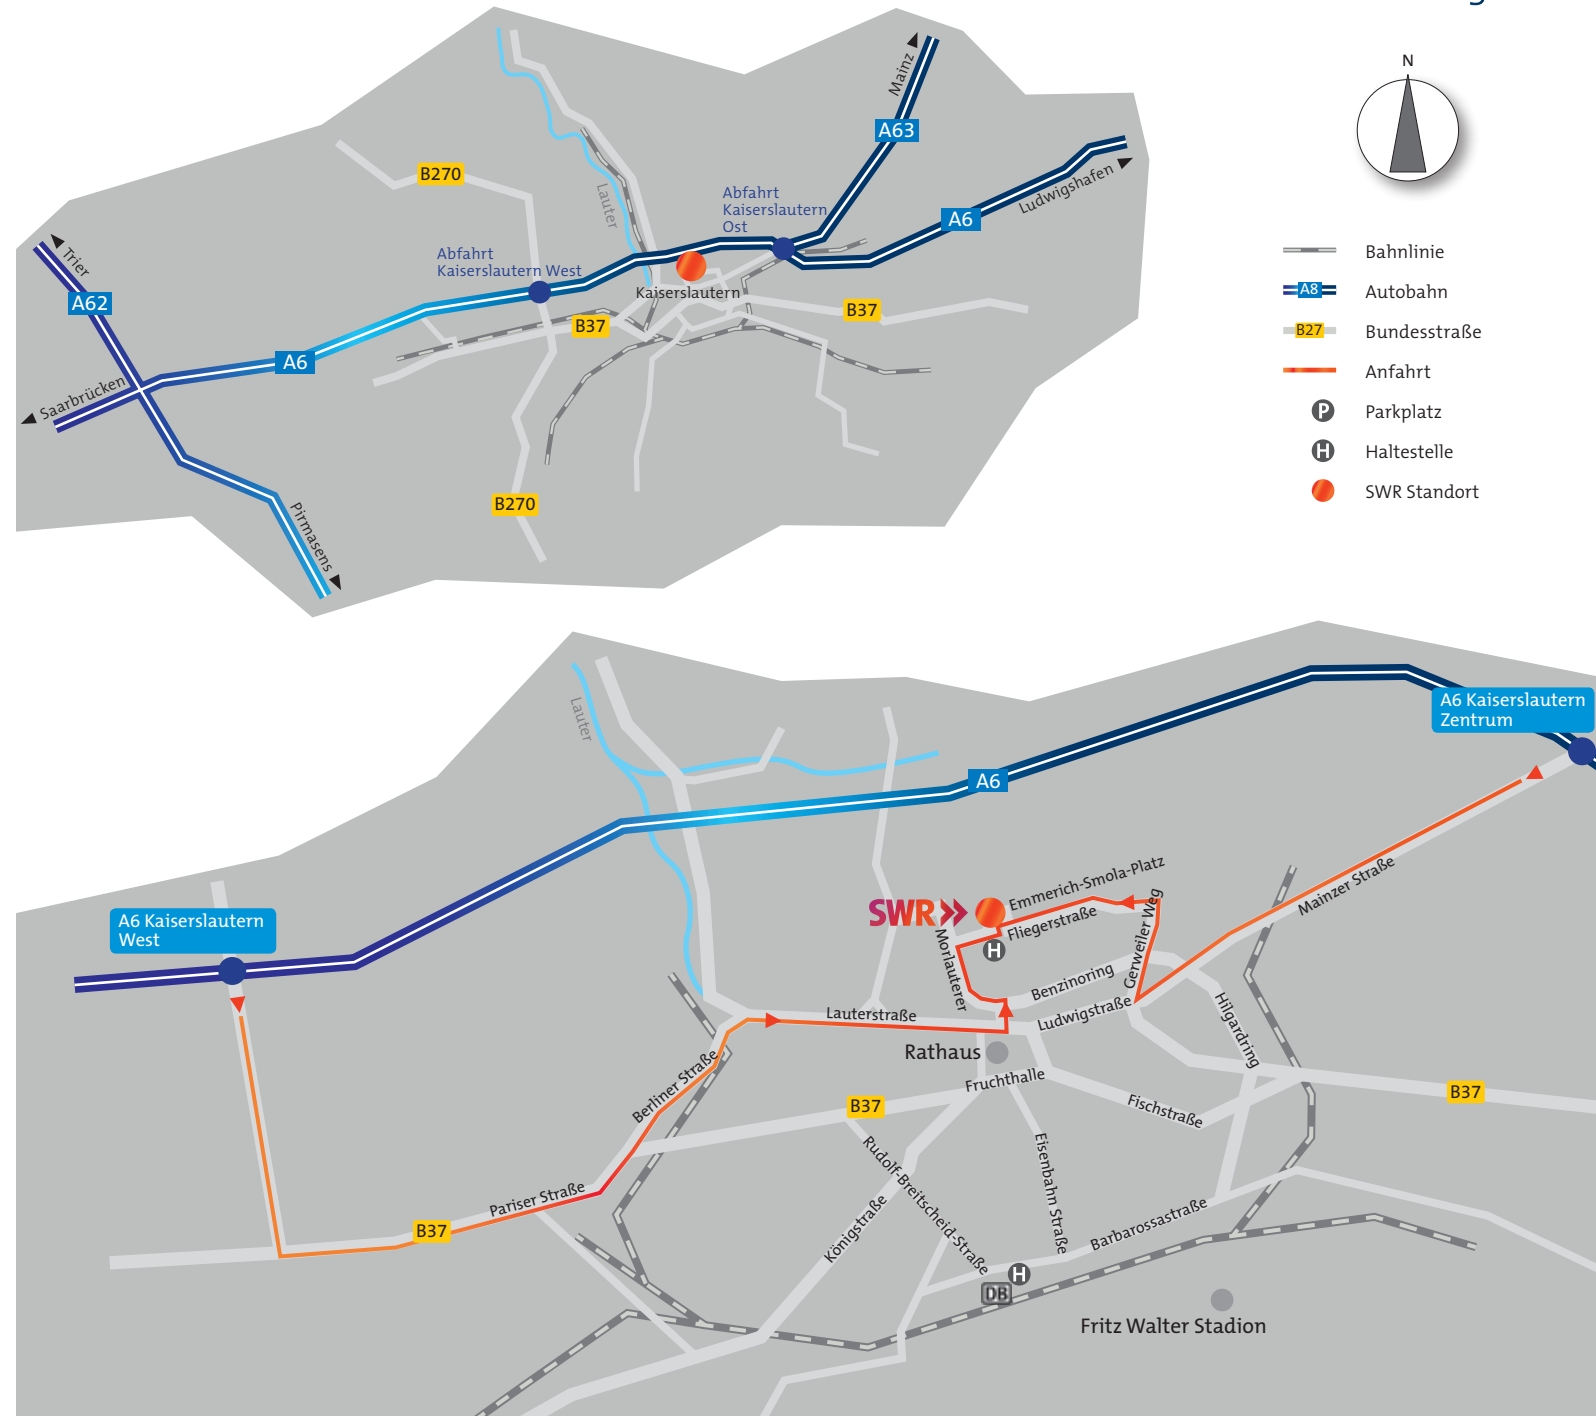 N
Mainz
A63
Ludwigshafen
A6
B270
Lauter
Abfahrt
Kaiserslautern
Ost
Abfahrt
Kaiserslautern West
Trier
A62
Kaiserslautern
B37
B37
A6
Saarbrücken
Pirmasens
B270
Bahnlinie
A8
Autobahn
B27
Bundesstraße
Anfahrt
P
Parkplatz
H
Haltestelle
SWR Standort
Lauter
A6 Kaiserslautern
Zentrum
A6
A6 Kaiserslautern
West
SWR
Emmerich-Smola-Platz
Fliegerstraße
H
Mainzer Straße
Gerweiler Weg
Morlauterer
Benzinoring
Hilgardring
Lauterstraße
Ludwigstraße
Rathaus
Fruchthalle
Berliner Straße
B37
Fischstraße
B37
Rudolf-Breitscheid-Straße
Eisenbahn Straße
Pariser Straße
B37
Königstraße
Barbarossastraße
H
DB
Fritz Walter Stadion